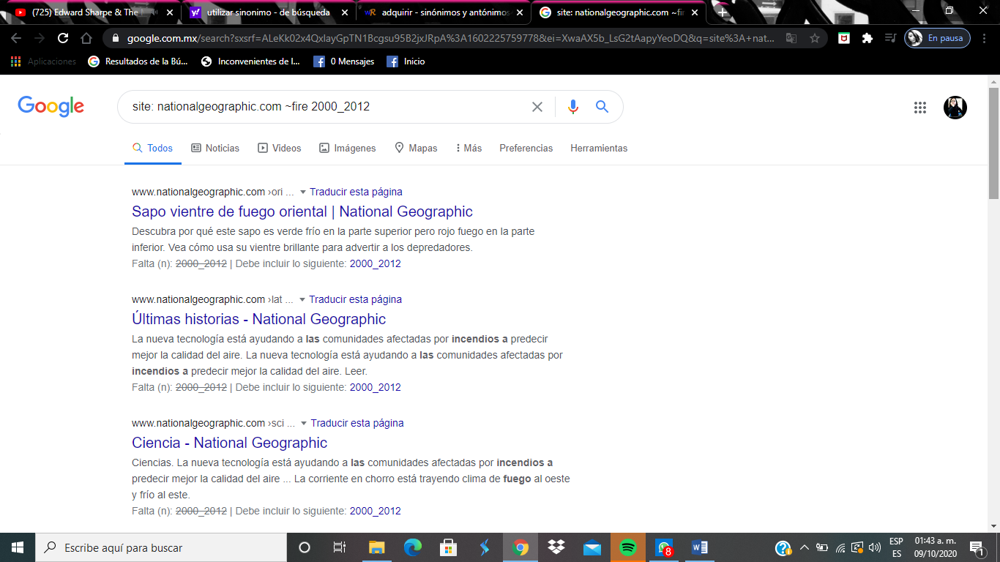 (725) Edward Sharpe & The
utilizar sinonimo - de búsqueda
adquirir - sinónimos y antónimos
site: nationalgeographic.com ~fir
google.com.mx/search?sxsrf=ALeKk02x4QxlayGpTN1Bcgsu95B2jxJRpA%3A1602225759778&ei=XwaAX5b_LsG2tAapyYeoDQ&q=site%3A+nat...
En pausa
Aplicaciones
Resultados de la Bú...
Inconvenientes de l...
0 Mensajes
Inicio
Google
site: nationalgeographic.com ~fire 2000_2012
Todos
Noticias
Videos
Imágenes
Mapas
Más
Preferencias
Herramientas
www.nationalgeographic.com ›ori ... Traducir esta página
Sapo vientre de fuego oriental | National Geographic
Descubra por qué este sapo es verde frío en la parte superior pero rojo fuego en la parte
inferior. Vea cómo usa su vientre brillante para advertir a los depredadores.
Falta (n): 2000_2012 | Debe incluir lo siguiente: 2000_2012
www.nationalgeographic.com ›lat ... Traducir esta página
Últimas historias - National Geographic
La nueva tecnología está ayudando a las comunidades afectadas por incendios a predecir
mejor la calidad del aire. La nueva tecnología está ayudando a las comunidades afectadas por
incendios a predecir mejor la calidad del aire. Leer.
Falta (n): 2000_2012 | Debe incluir lo siguiente: 2000_2012
www.nationalgeographic.com ›sci ... Traducir esta página
Ciencia - National Geographic
Ciencias. La nueva tecnología está ayudando a las comunidades afectadas por incendios a
predecir mejor la calidad del aire ... La corriente en chorro está trayendo clima de fuego al oeste
y frío al este.
Falta (n): 2000_2012 | Debe incluir lo siguiente: 2000_2012
Escribe aquí para buscar
8
ESP
ES
01:43 a. m.
09/10/2020
1